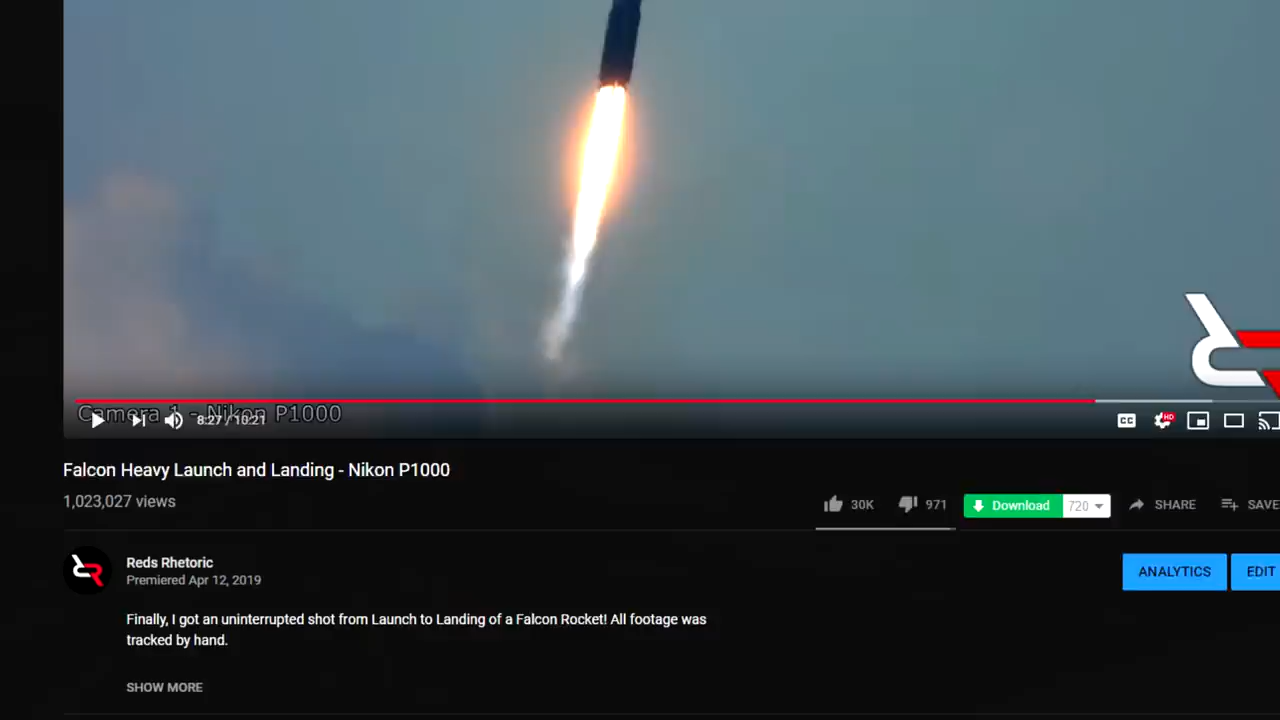 Camera 1 - Nikon P1000
8:27 / 10:21
CC
HD
Falcon Heavy Launch and Landing - Nikon P1000
1,023,027 views
30K
971
Download
720
SHARE
SAVE
Reds Rhetoric
Premiered Apr 12, 2019
ANALYTICS
EDIT
Finally, I got an uninterrupted shot from Launch to Landing of a Falcon Rocket! All footage was
tracked by hand.
SHOW MORE